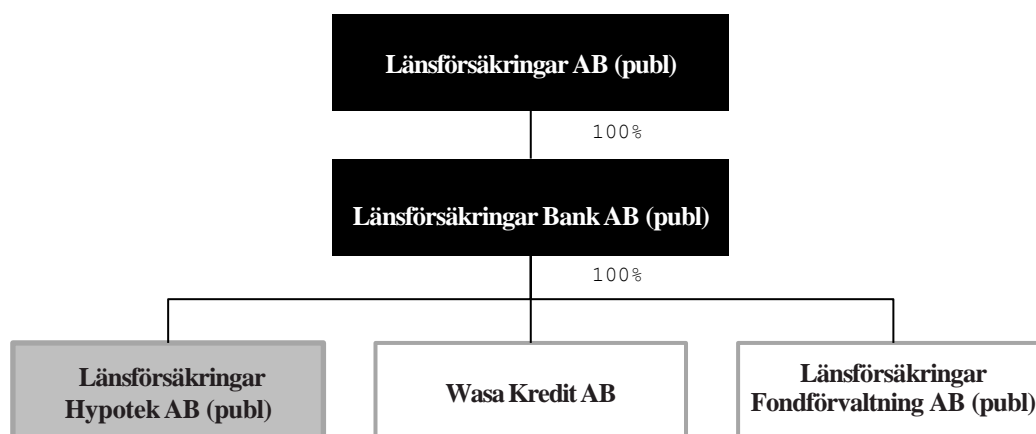 Länsförsäkringar AB (publ)
100%
Länsförsäkringar Bank AB (publ)
100%
Länsförsäkringar
Hypotek AB (publ)
Wasa Kredit AB
Länsförsäkringar
Fondförvaltning AB (publ)